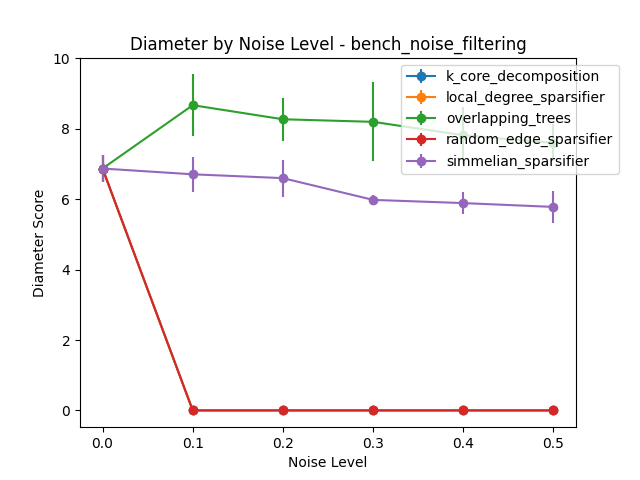 Diameter by Noise Level - bench_noise_filtering
k_core_decomposition
local_degree_sparsifier
overlapping_trees
random_edge_sparsifier
simmelian_sparsifier
Diameter Score
10
8
6
4
2
0
0.0 0.1 0.2 0.3 0.4 0.5
Noise Level